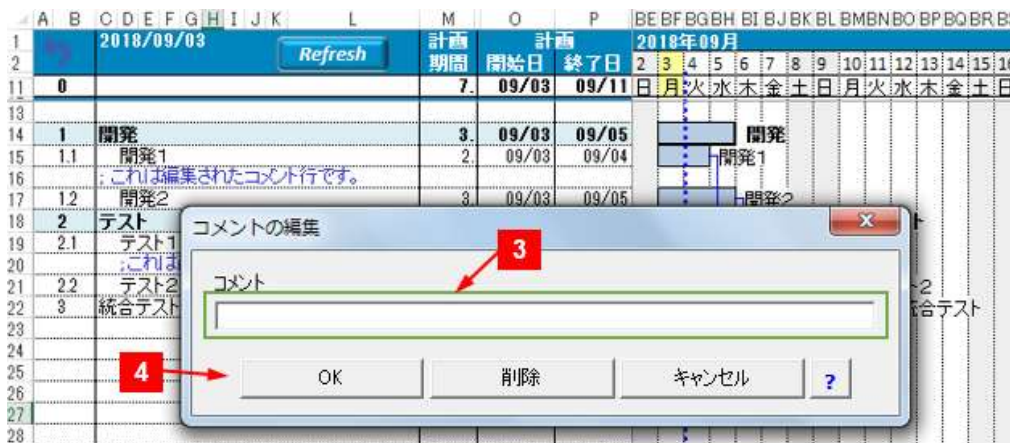 A B C D E F G H I J K L M O P BE BF BG BH BI BJ BK BL BM BN BO BP BQ BR
1 2018/09/03 計画 計画 2018年09月
Refresh
2 期間 開始日 終了日 2 3 4 5 6 7 8 9 10 11 12 13 14 15 16
11 0 7. 09/03 09/11 日 月 火 水 木 金 土 日 月 火 水 木 金 土 日
13
14 1 開発 3. 09/03 09/05 開発
15 1.1 開発1 2. 09/03 09/04 開発1
16 ; これは編集されたコメント行です。
17 1.2 開発2 3. 09/03 09/05 開発2
18 2 テスト
19 2.1 テスト1
20 ;これは
21 2.2 テスト2 2
22 3 統合テスト 合テスト
23
24
25
26
27
28
コメントの編集
3
コメント
4
OK 削除 キャンセル ?